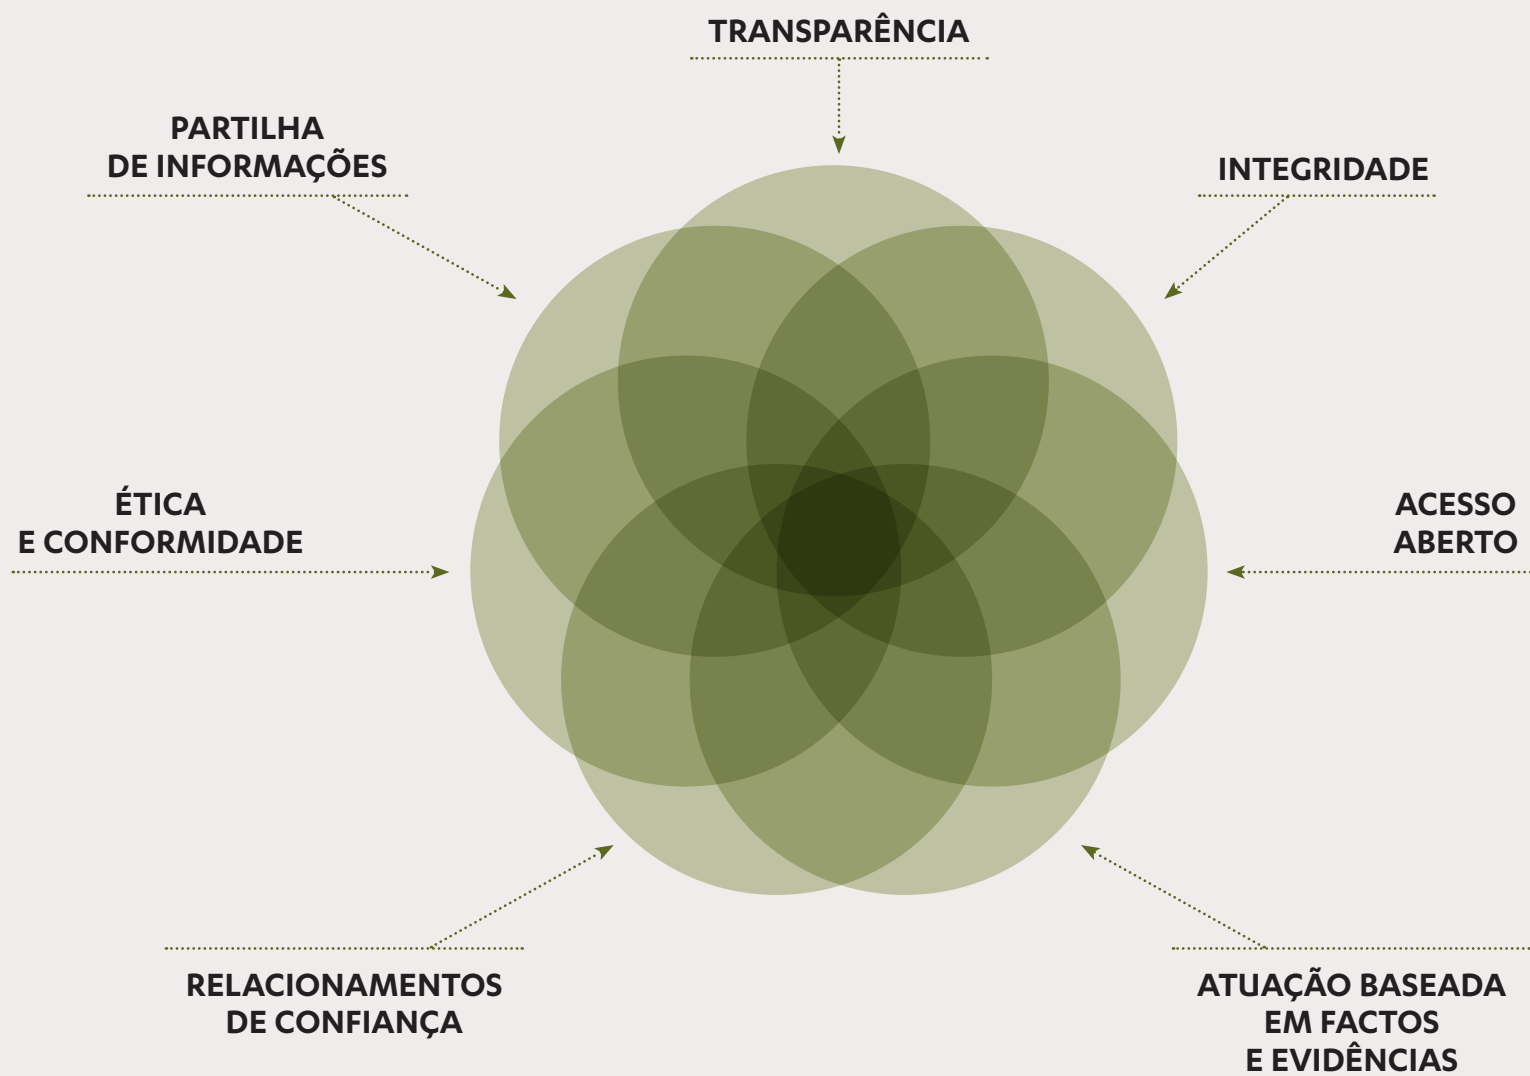 TRANSPARÊNCIA
PARTILHA
DE INFORMAÇÕES
INTEGRIDADE
ÉTICA
E CONFORMIDADE
ACESSO
ABERTO
RELACIONAMENTOS
DE CONFIANÇA
ATUAÇÃO BASEADA
EM FACTOS
E EVIDÊNCIAS